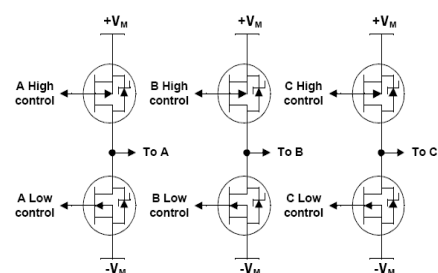 +VM +VM +VM
A High control
B High control
C High control
To A
To B
To C
A Low control
B Low control
C Low control
-VM -VM -VM